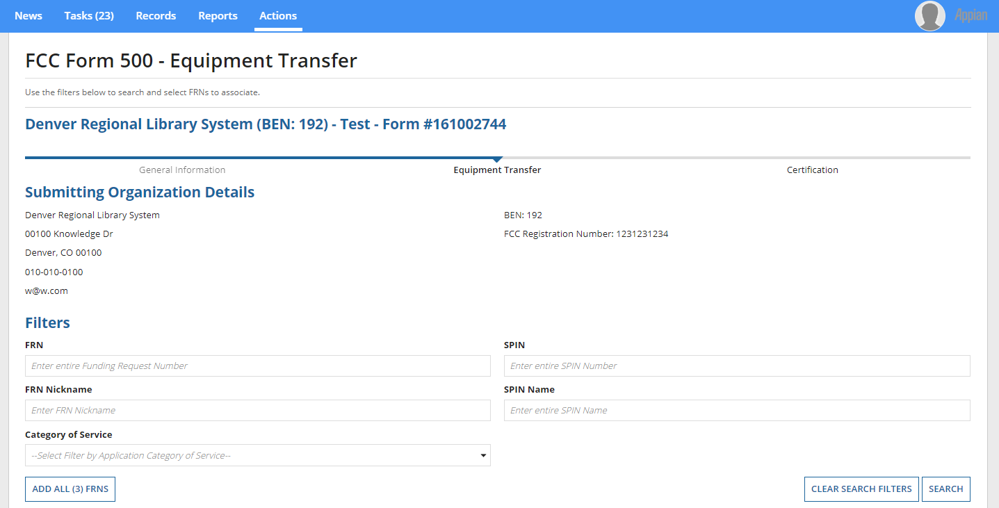 News Tasks (23) Records Reports Actions Appian
FCC Form 500 - Equipment Transfer
Use the filters below to search and select FRNs to associate.
Denver Regional Library System (BEN: 192) - Test - Form #161002744
General Information Equipment Transfer Certification
Submitting Organization Details
Denver Regional Library System BEN: 192
00100 Knowledge Dr FCC Registration Number: 1231231234
Denver, CO 00100
010-010-0100
w@w.com
Filters
FRN SPIN
Enter entire Funding Request Number Enter entire SPIN Number
FRN Nickname SPIN Name
Enter FRN Nickname Enter entire SPIN Name
Category of Service
--Select Filter by Application Category of Service--
ADD ALL (3) FRNS CLEAR SEARCH FILTERS SEARCH